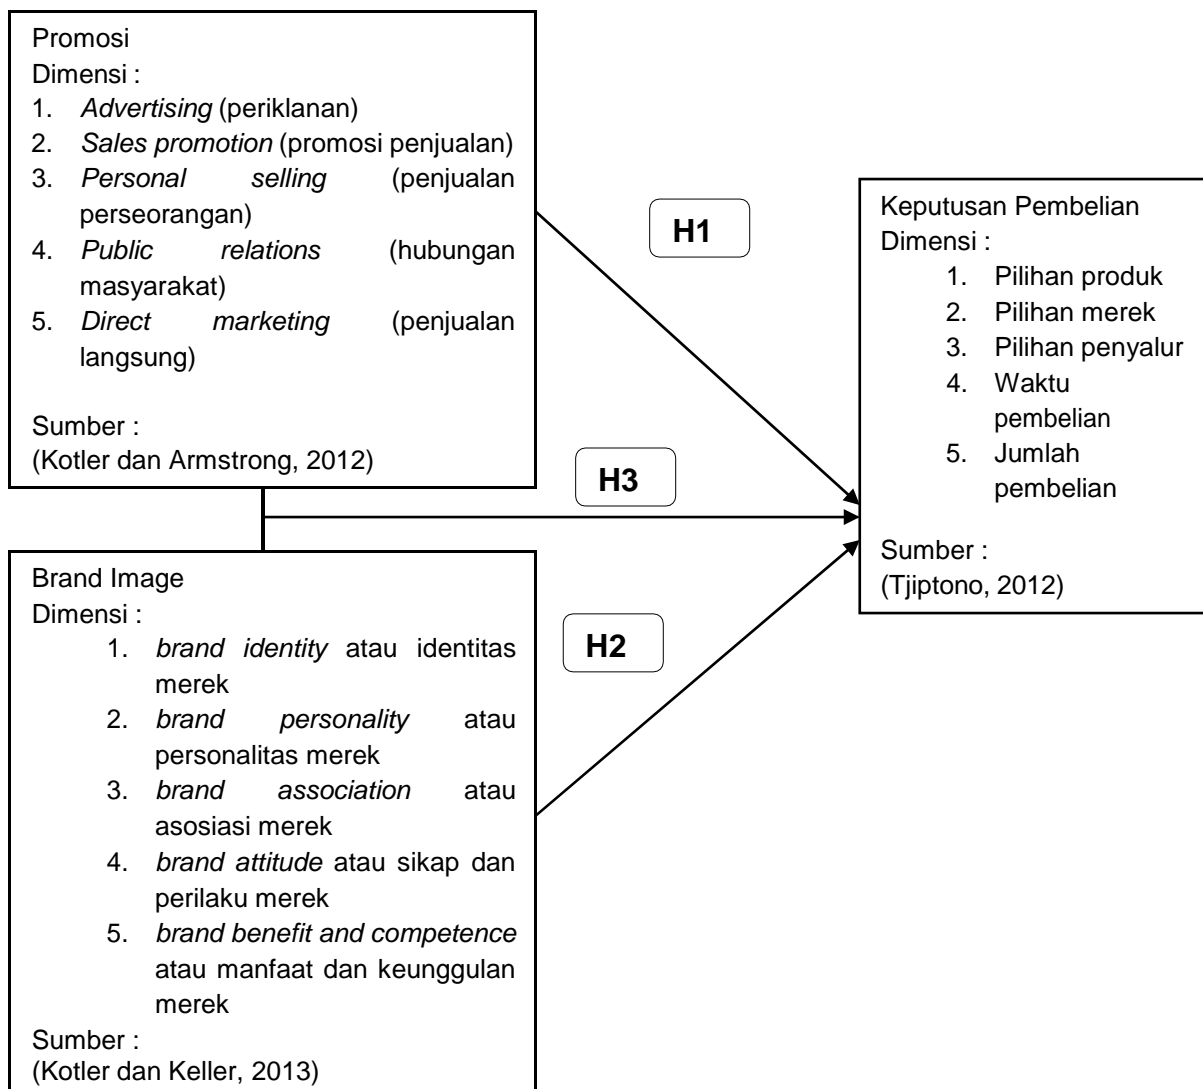 Promosi
Dimensi :
1. Advertising (periklanan)
2. Sales promotion (promosi penjualan)
3. Personal selling (penjualan
perseorangan)
4. Public relations (hubungan
masyarakat)
5. Direct marketing (penjualan
langsung)
Sumber :
(Kotler dan Armstrong, 2012)
H1
H3
H2
Brand Image
Dimensi :
1. brand identity atau identitas
merek
2. brand personality atau
personalitas merek
3. brand association atau
asosiasi merek
4. brand attitude atau sikap dan
perilaku merek
5. brand benefit and competence
atau manfaat dan keunggulan
merek
Sumber :
(Kotler dan Keller, 2013)
Keputusan Pembelian
Dimensi :
1. Pilihan produk
2. Pilihan merek
3. Pilihan penyalur
4. Waktu
pembelian
5. Jumlah
pembelian
Sumber :
(Tjiptono, 2012)